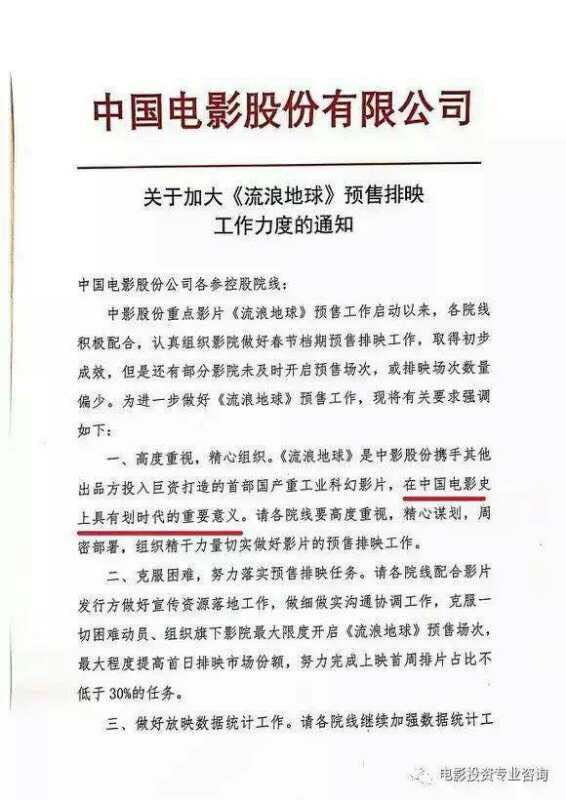 中国电影股份有限公司
关于加大《流浪地球》预售排映
工作力度的通知
中国电影股份公司各参控股院线：
中影股份重点影片《流浪地球》预售工作启动以来，各院线
积极配合，认真组织影院做好春节档期预售排映工作，取得初步
成效，但是还有部分影院未及时开启预售场次，或排映场次数量
偏少。为进一步做好《流浪地球》预售工作，现将有关要求强调
如下：
一、高度重视，精心组织。《流浪地球》是中影股份携手其他
出品方投入巨资打造的首部国产重工业科幻影片，在中国电影史
上具有划时代的重要意义。请各院线要高度重视，精心谋划，周
密部署，组织精干力量切实做好影片的预售排映工作。
二、克服困难，努力落实预售排映任务。请各院线配合影片
发行方做好宣传资源落地工作，做细做实沟通协调工作，克服一
切困难动员、组织旗下影院最大限度开启《流浪地球》预售场次，
最大程度提高首日排映市场份额，努力完成上映首周排片占比不
低于30%的任务。
三、做好放映数据统计工作。请各院线继续加强数据统计工
电影投资专业咨询